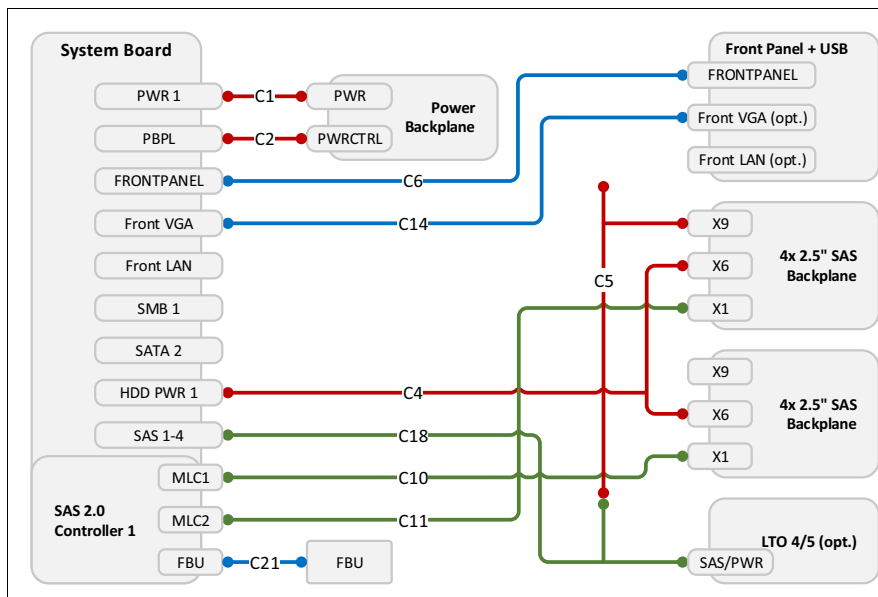 System Board
PWR 1
PBPL
FRONTPANEL
Front VGA
Front LAN
SMB 1
SATA 2
HDD PWR 1
SAS 1-4
SAS 2.0
Controller 1
MLC1
MLC2
FBU
C1
C2
C6
C14
C4
C18
C10
C11
C21
FBU
PWR
PWRCTRL
Power
Backplane
C5
Front Panel + USB
FRONTPANEL
Front VGA (opt.)
Front LAN (opt.)
X9
X6
X1
4x 2.5" SAS
Backplane
X9
X6
X1
4x 2.5" SAS
Backplane
LTO 4/5 (opt.)
SAS/PWR